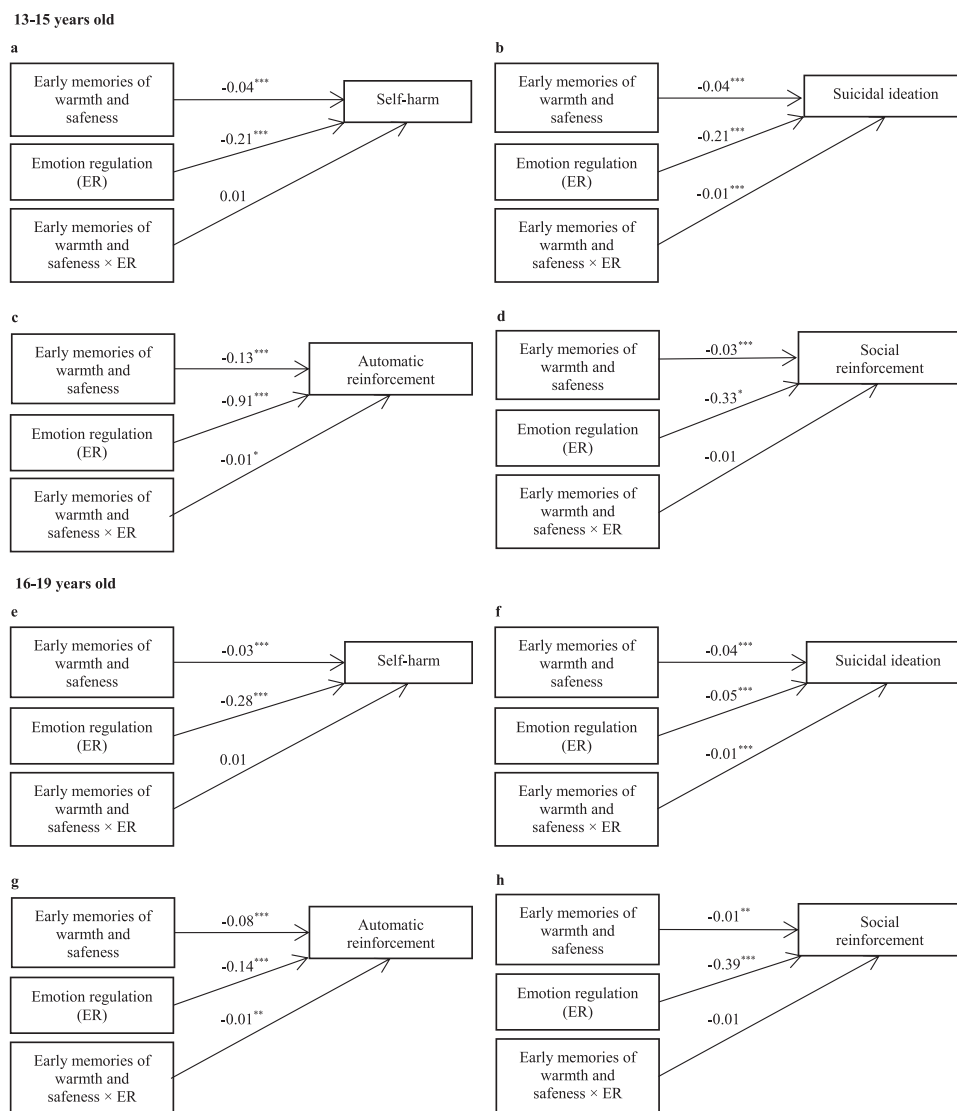 13-15 years old
a
Early memories of
warmth and
safeness
-0.04***
Self-harm
Emotion regulation
(ER)
-0.21***
Early memories of
warmth and
safeness × ER
0.01
b
Early memories of
warmth and
safeness
-0.04***
Suicidal ideation
Emotion regulation
(ER)
-0.21***
Early memories of
warmth and
safeness × ER
-0.01***
c
Early memories of
warmth and
safeness
-0.13***
Automatic
reinforcement
Emotion regulation
(ER)
-0.91***
Early memories of
warmth and
safeness × ER
-0.01*
d
Early memories of
warmth and
safeness
-0.03***
Social
reinforcement
Emotion regulation
(ER)
-0.33*
Early memories of
warmth and
safeness × ER
-0.01
16-19 years old
e
Early memories of
warmth and
safeness
-0.03***
Self-harm
Emotion regulation
(ER)
-0.28***
Early memories of
warmth and
safeness × ER
0.01
f
Early memories of
warmth and
safeness
-0.04***
Suicidal ideation
Emotion regulation
(ER)
-0.05***
Early memories of
warmth and
safeness × ER
-0.01***
g
Early memories of
warmth and
safeness
-0.08***
Automatic
reinforcement
Emotion regulation
(ER)
-0.14***
Early memories of
warmth and
safeness × ER
-0.01**
h
Early memories of
warmth and
safeness
-0.01**
Social
reinforcement
Emotion regulation
(ER)
-0.39***
Early memories of
warmth and
safeness × ER
-0.01